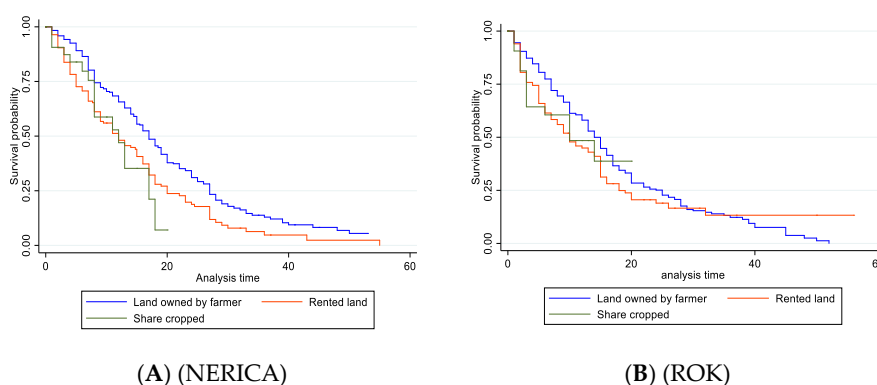 Survival probability
1.00
0.75
0.50
0.25
0.00
0
20
40
60
Analysis time
Land owned by farmer
Rented land
Share cropped
(A) (NERICA)
Survival probability
1.00
0.75
0.50
0.25
0.00
0
20
40
analysis time
Land owned by farmer
Rented land
Share cropped
(B) (ROK)